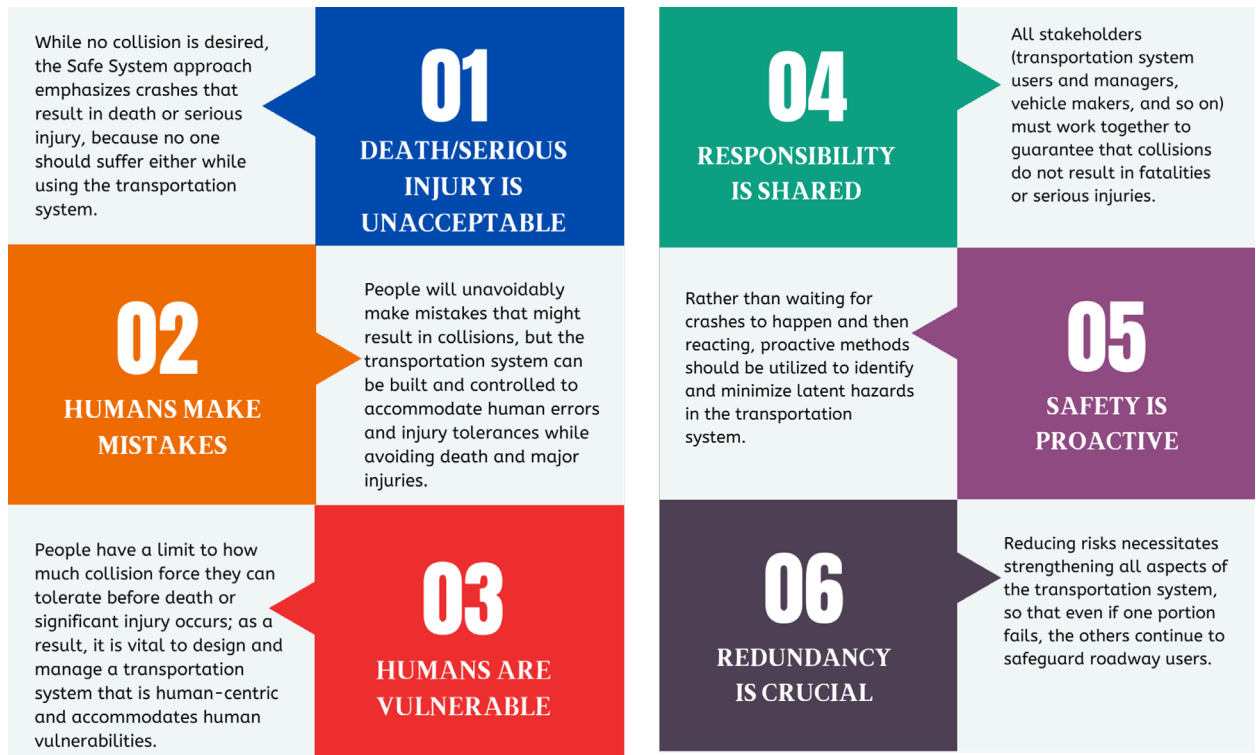 While no collision is desired,
the Safe System approach
emphasizes crashes that
result in death or serious
injury, because no one
should suffer either while
using the transportation
system.
01
DEATH/SERIOUS
INJURY IS
UNACCEPTABLE
02
HUMANS MAKE
MISTAKES
People will unavoidably
make mistakes that might
result in collisions, but the
transportation system can
be built and controlled to
accommodate human errors
and injury tolerances while
avoiding death and major
injuries.
People have a limit to how
much collision force they can
tolerate before death or
significant injury occurs; as a
result, it is vital to design and
manage a transportation
system that is human-centric
and accommodates human
vulnerabilities.
03
HUMANS ARE
VULNERABLE
04
RESPONSIBILITY
IS SHARED
All stakeholders
(transportation system
users and managers,
vehicle makers, and so on)
must work together to
guarantee that collisions
do not result in fatalities
or serious injuries.
Rather than waiting for
crashes to happen and then
reacting, proactive methods
should be utilized to identify
and minimize latent hazards
in the transportation
system.
05
SAFETY IS
PROACTIVE
06
REDUNDANCY
IS CRUCIAL
Reducing risks necessitates
strengthening all aspects of
the transportation system,
so that even if one portion
fails, the others continue to
safeguard roadway users.